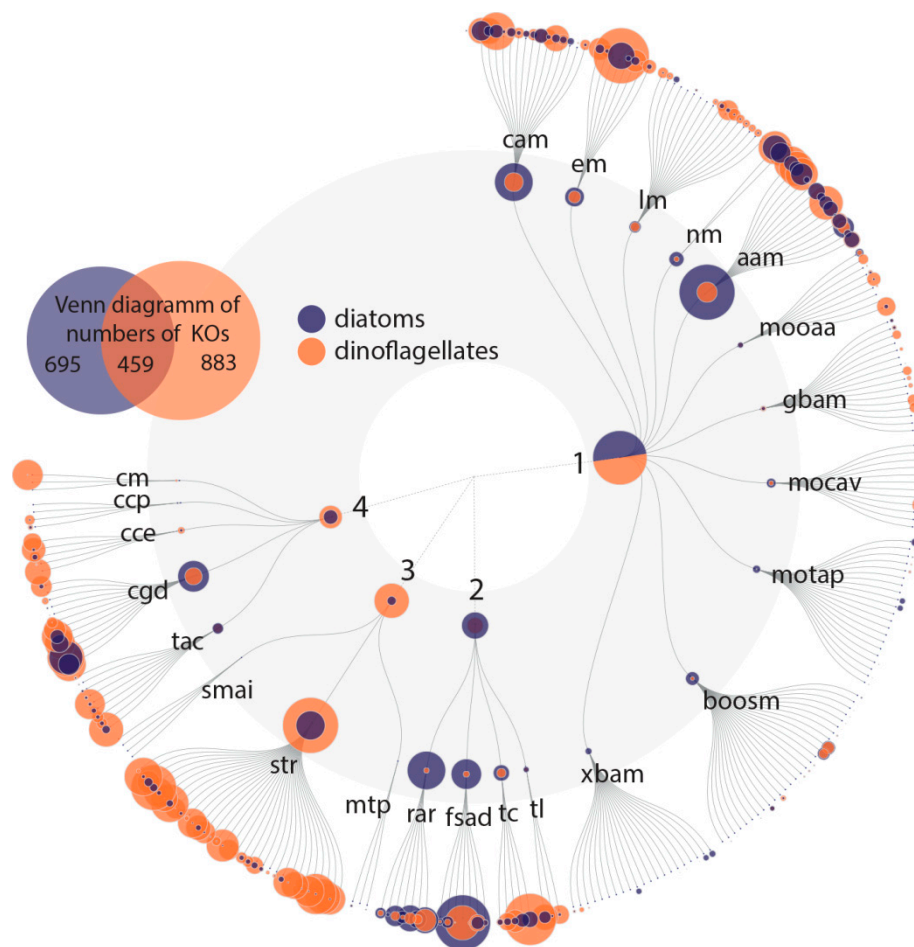 cam
em
lm
nm
aam
Venn diagramm of
numbers of KOs
695 459 883
diatoms
dinoflagellates
mooaa
gbam
1
mocav
cm
ccp
4
cce
motap
3
2
cgd
tac
smai
boosm
str
xbam
mtp
rar
fsad
tc
tl